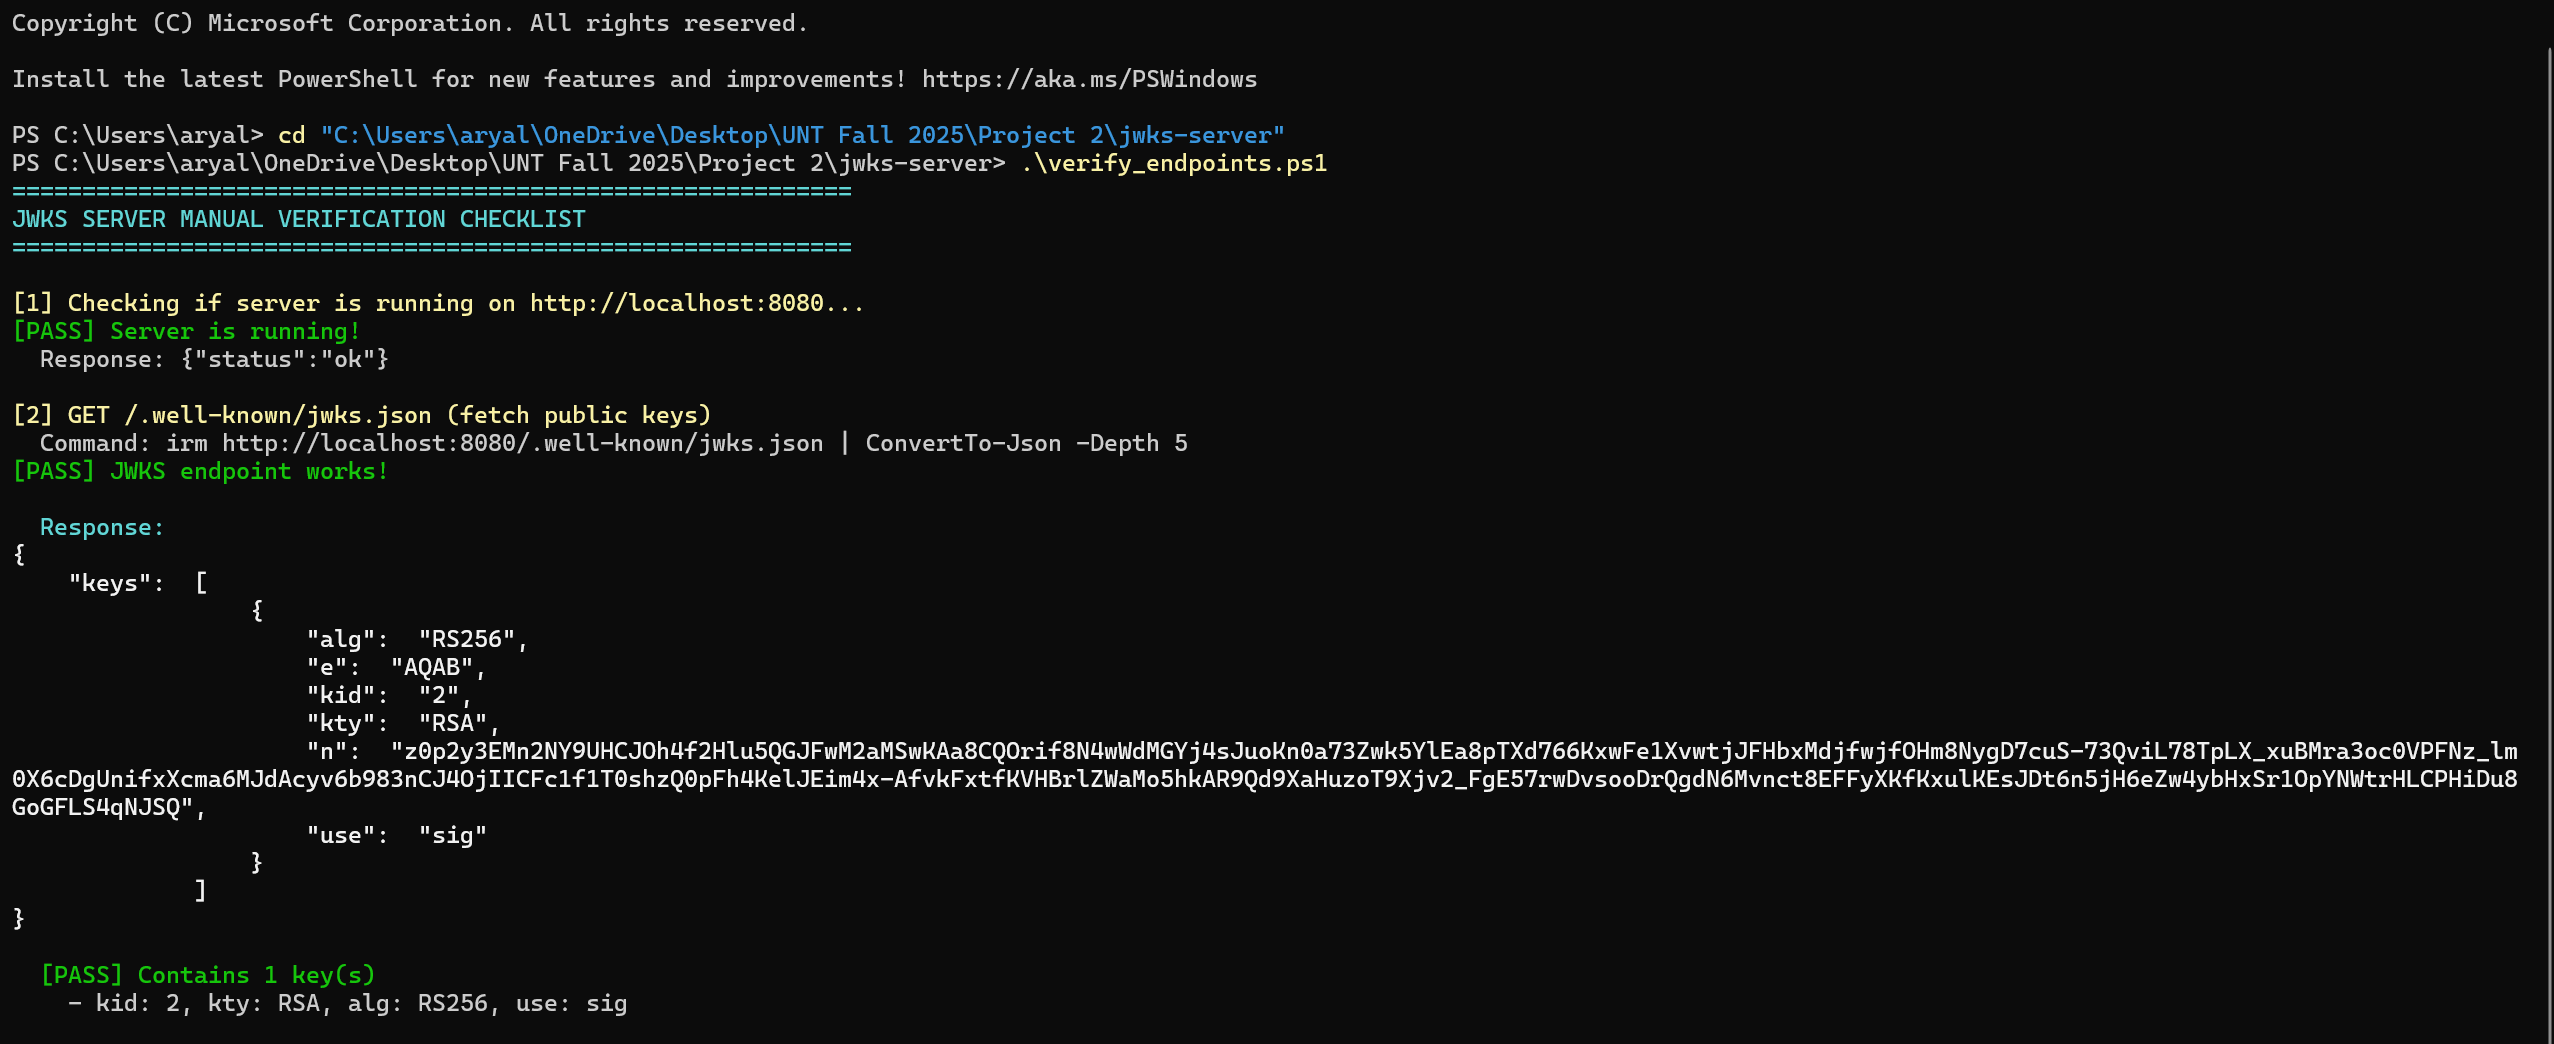 Copyright (C) Microsoft Corporation. All rights reserved.
Install the latest PowerShell for new features and improvements! https://aka.ms/PSWindows
PS C:\Users\aryal> cd "C:\Users\aryal\OneDrive\Desktop\UNT Fall 2025\Project 2\jwks-server"
PS C:\Users\aryal\OneDrive\Desktop\UNT Fall 2025\Project 2\jwks-server> .\verify_endpoints.ps1
============================================================
JWKS SERVER MANUAL VERIFICATION CHECKLIST
============================================================
[1] Checking if server is running on http://localhost:8080...
[PASS] Server is running!
  Response: {"status":"ok"}
[2] GET /.well-known/jwks.json (fetch public keys)
  Command: irm http://localhost:8080/.well-known/jwks.json | ConvertTo-Json -Depth 5
[PASS] JWKS endpoint works!
  Response:
{
    "keys":  [
                 {
                     "alg":  "RS256",
                     "e":  "AQAB",
                     "kid":  "2",
                     "kty":  "RSA",
                     "n":  "z0p2y3EMn2NY9UHCJOh4f2Hlu5QGJFwM2aMSwKAa8CQOrif8N4wWdMGYj4sJuoKn0a73Zwk5YlEa8pTXd766KxwFe1XvwtjJFHbxMdjfwjfOHm8NygD7cuS-73QviL78TpLX_xuBMra3oc0VPFNz_lm
0X6cDgUnifxXcma6MJdAcyv6b983nCJ4OjIICFc1f1T0shzQ0pFh4KelJEim4x-AfvkFxtfKVHBrlZWaMo5hkAR9Qd9XaHuzoT9Xjv2_FgE57rwDvsooDrQgdN6Mvnct8EFFyXKfKxulKEsJDt6n5jH6eZw4ybHxSr1OpYNWtrHLCPHiDu8
GoGFLS4qNJSQ",
                     "use":  "sig"
                 }
             ]
}
  [PASS] Contains 1 key(s)
    - kid: 2, kty: RSA, alg: RS256, use: sig